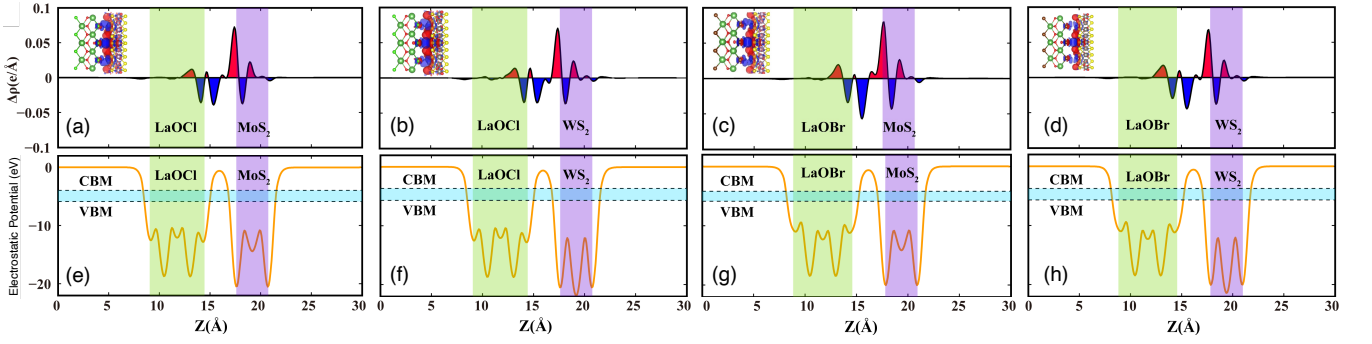 0.1
0.05
0
−0.05
−0.1
Δρ(e/Å)
(a)
LaOCl
MoS2
(b)
LaOCl
WS2
(c)
LaOBr
MoS2
(d)
LaOBr
WS2
0
−10
−20
Electrostatic Potential (eV)
CBM
VBM
LaOCl
MoS2
(e)
CBM
VBM
LaOCl
WS2
(f)
CBM
VBM
LaOBr
MoS2
(g)
CBM
VBM
LaOBr
WS2
(h)
0 5 10 15 20 25 30
0 5 10 15 20 25 30
0 5 10 15 20 25 30
0 5 10 15 20 25 30
Z(Å)
Z(Å)
Z(Å)
Z(Å)